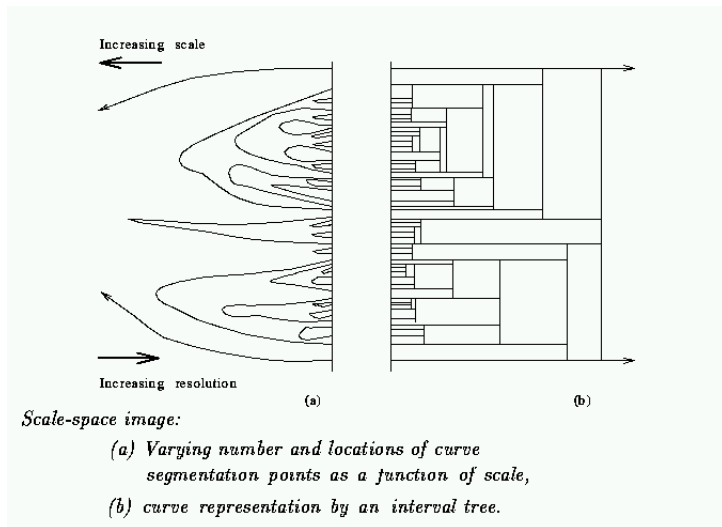 Increasing scale
Increasing resolution
(a)
(b)
Scale-space image:
(a) Varying number and locations of curve
segmentation points as a function of scale,
(b) curve representation by an interval tree.